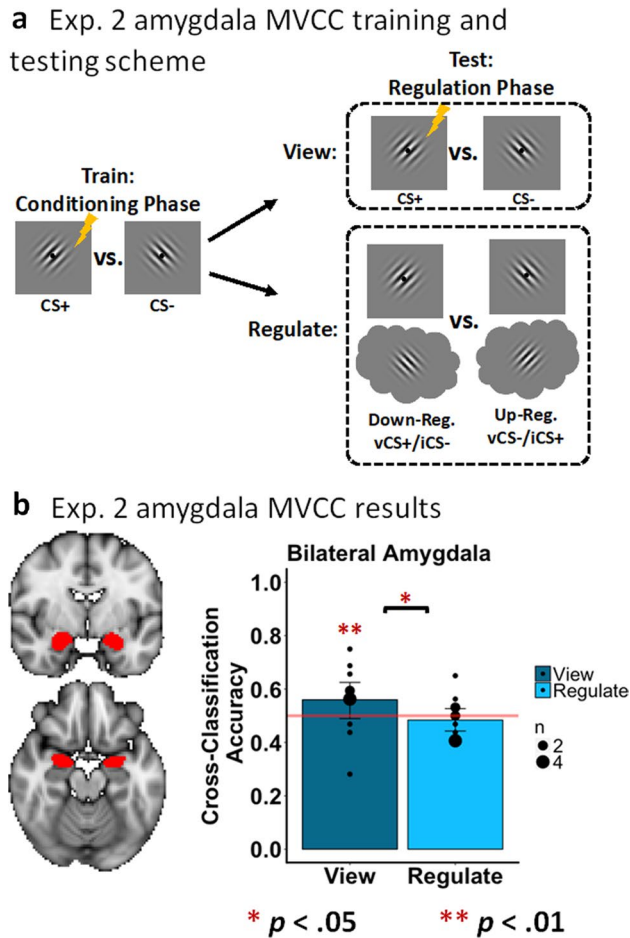 a Exp. 2 amygdala MVCC training and
testing scheme
Test:
Regulation Phase
View:
vs.
CS+
CS-
Train:
Conditioning Phase
vs.
CS+
CS-
Regulate:
vs.
Down-Reg.
vCS+/iCS-
Up-Reg.
vCS-/iCS+
b Exp. 2 amygdala MVCC results
Bilateral Amygdala
Cross-Classification
Accuracy
1.0
0.8
0.6
0.4
0.2
0.0
**
*
View
Regulate
View
Regulate
n
2
4
* p < .05
** p < .01